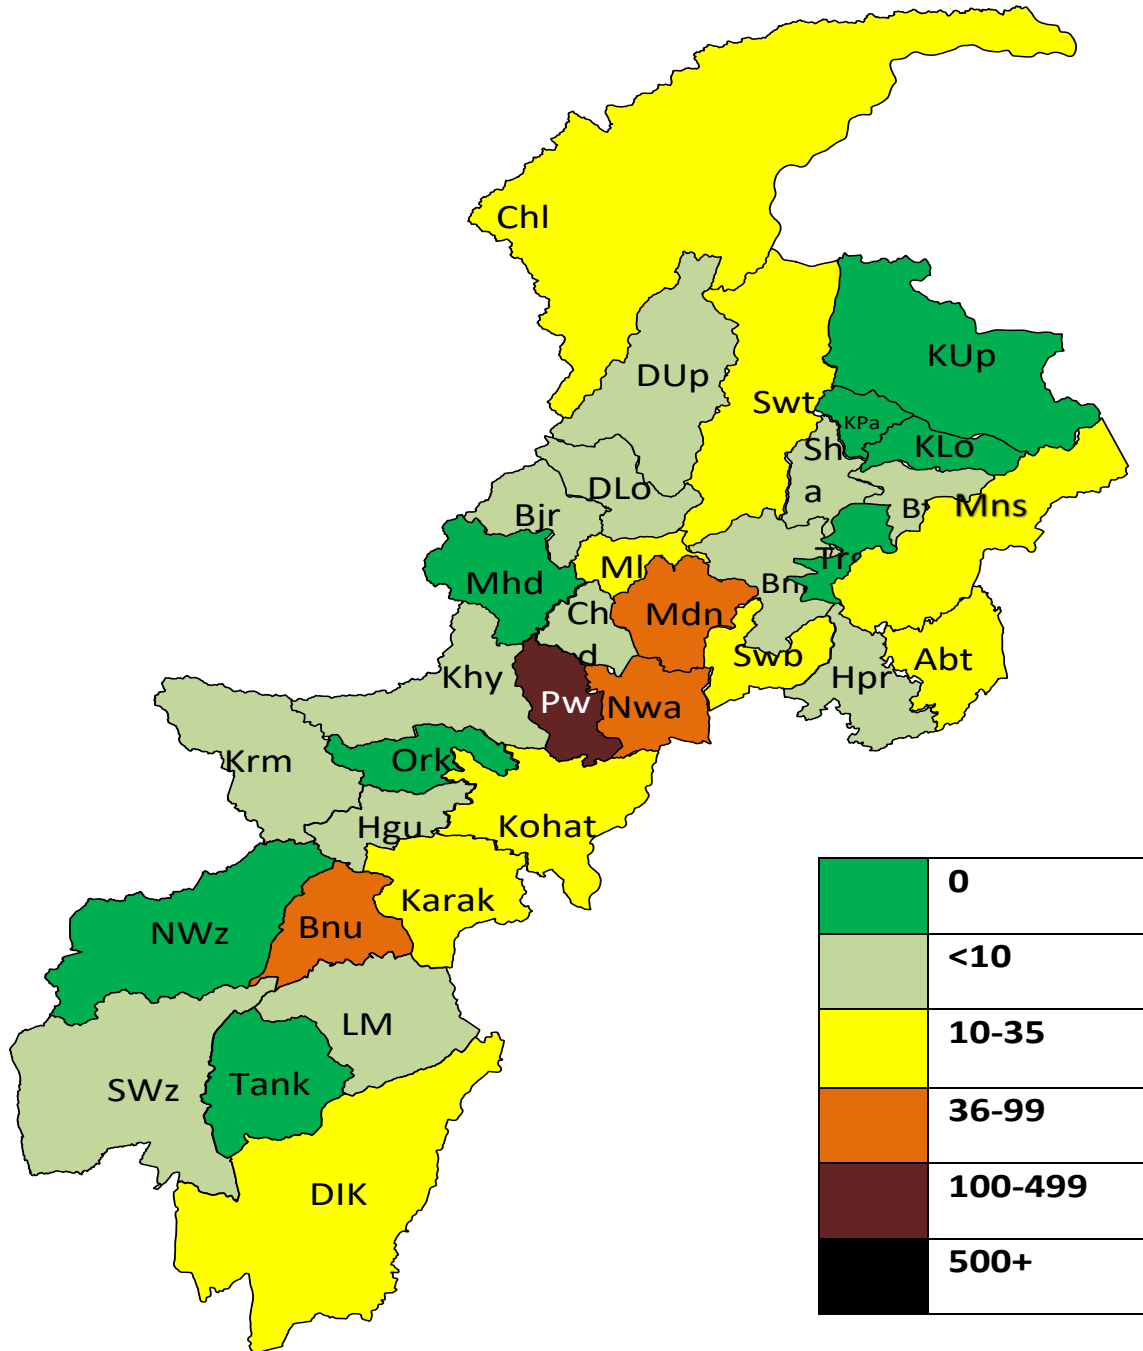 Chl
KUp
DUp
Swt
KPa
KLo
Sh
a
DLo
Mns
Bjr
Mhd
Ch
d
Mdn
Swb
Abt
Khy
Hpr
Pw
Nwa
Krm
Ork
Hgu
Kohat
Karak
NWz
Bnu
LM
SWz
Tank
DIK
0
<10
10-35
36-99
100-499
500+